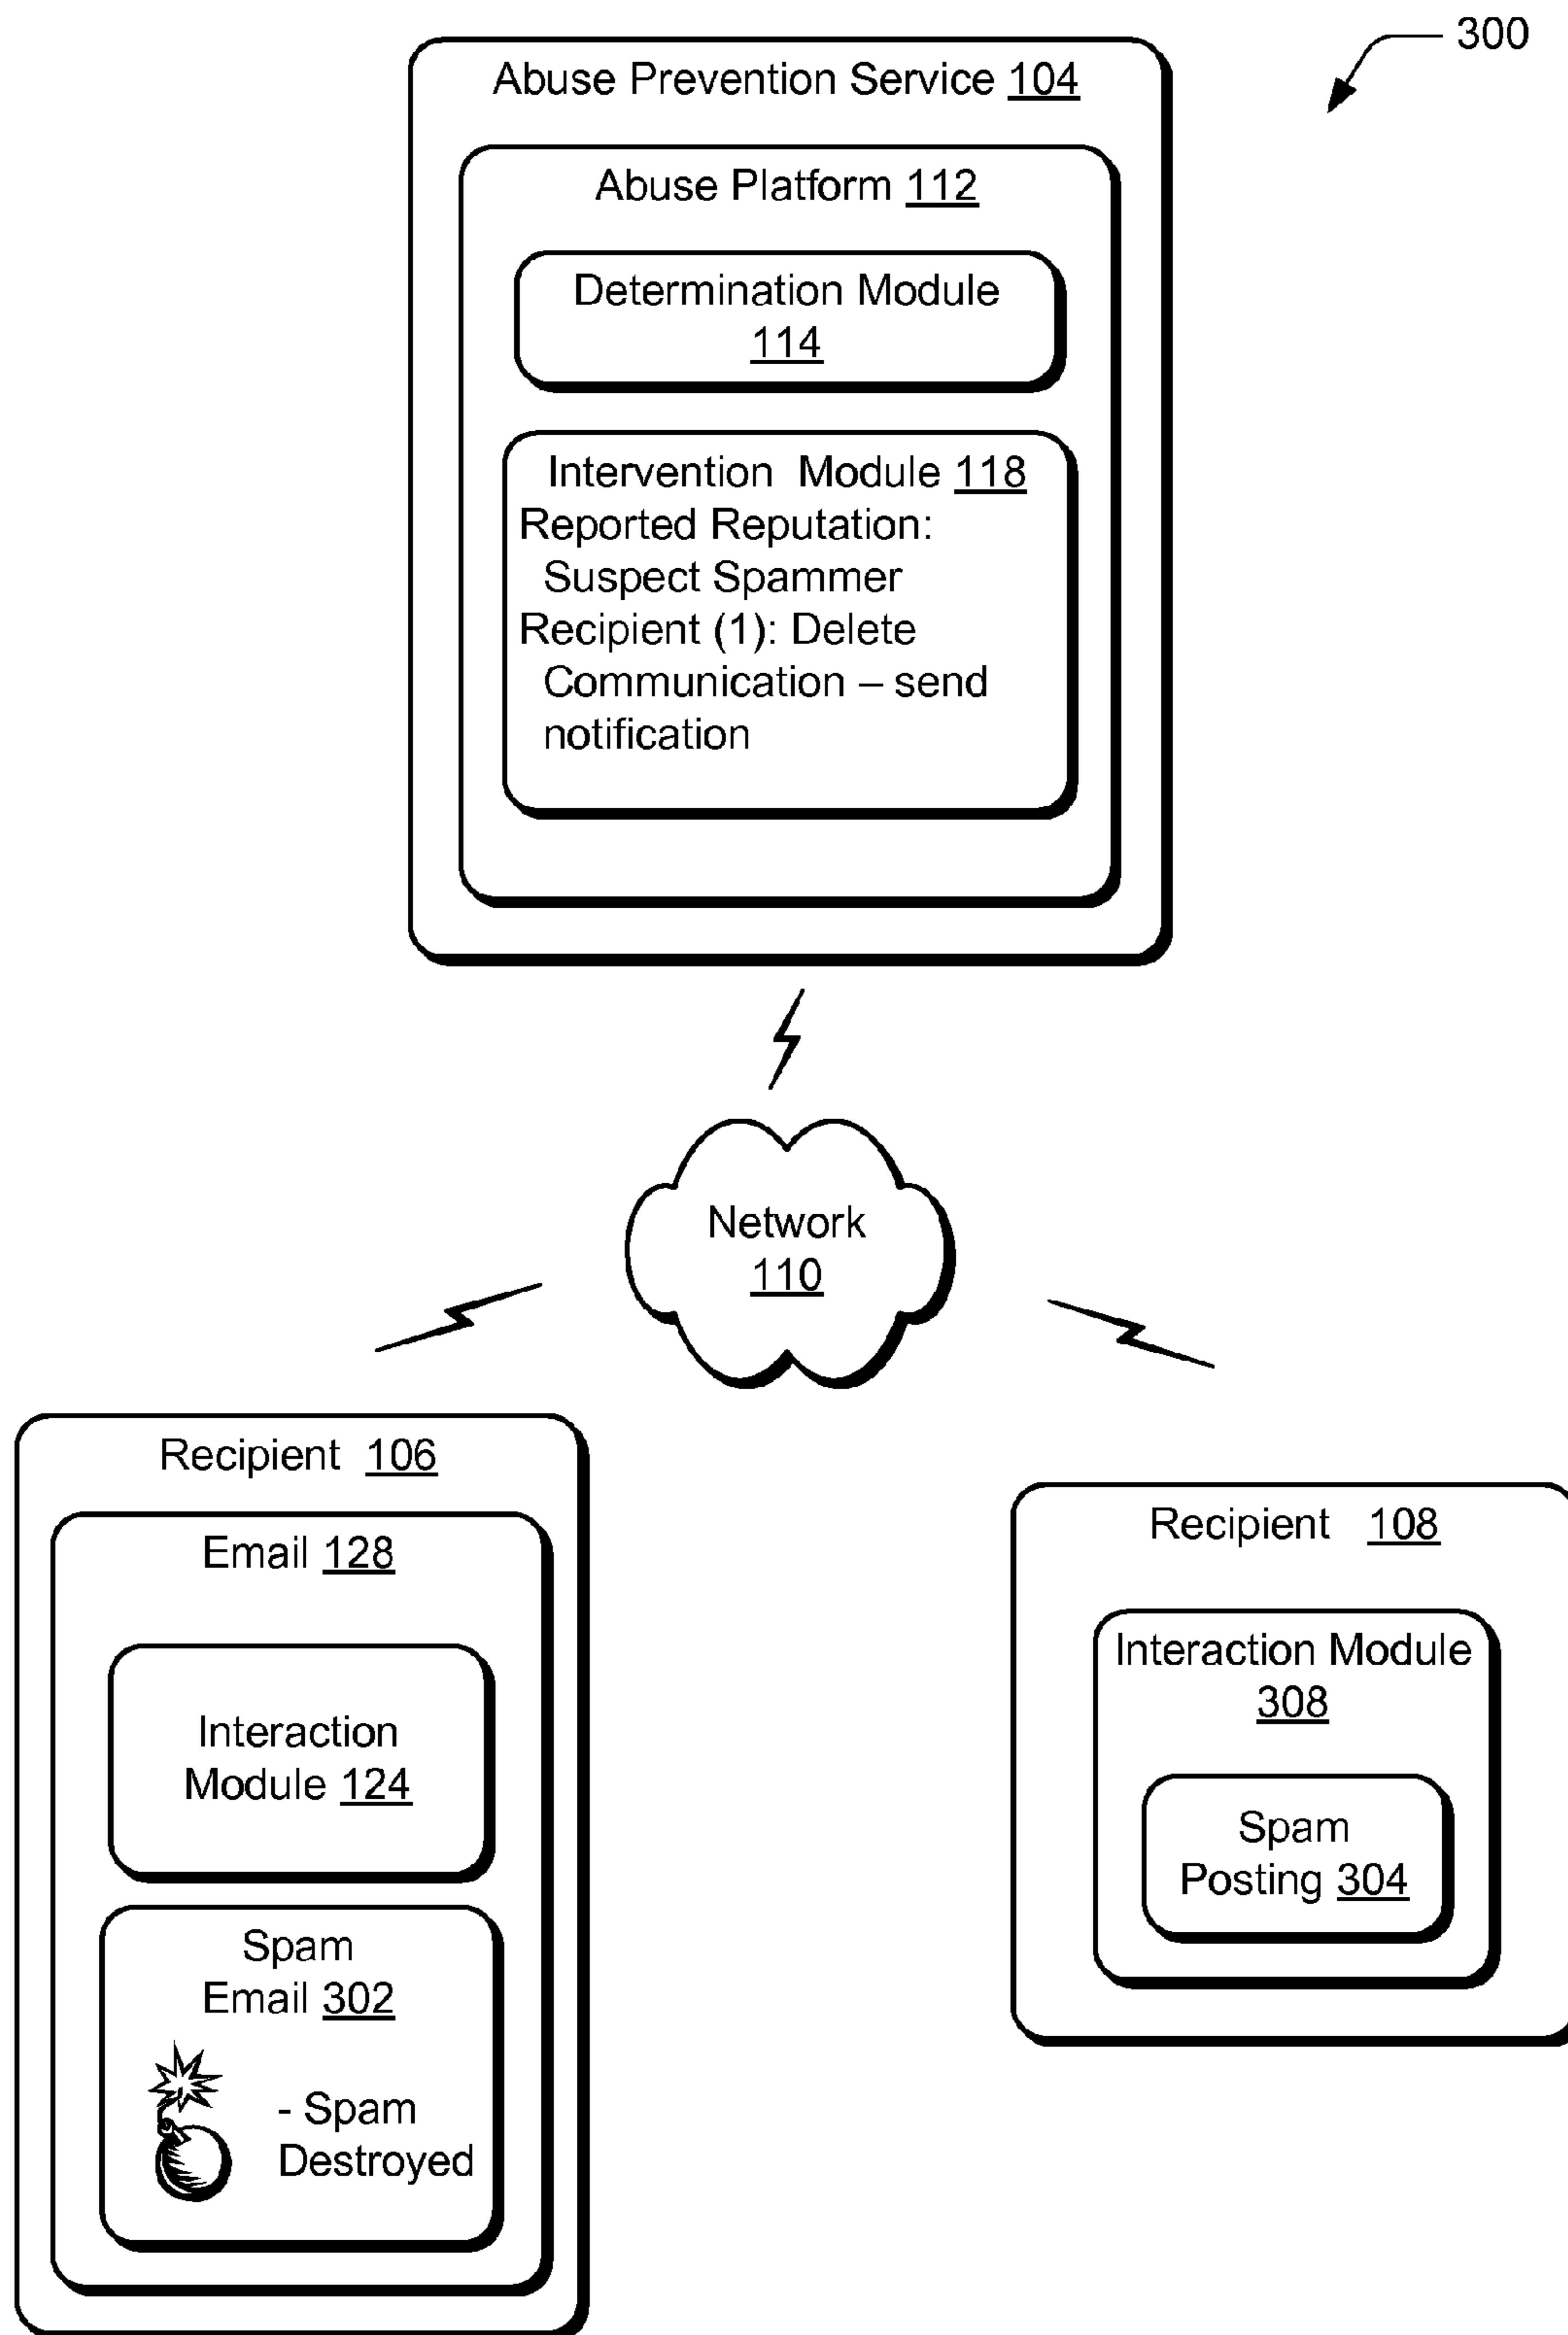 300
Abuse Prevention Service 104
Abuse Platform 112
Determination Module
114
Intervention Module 118
Reported Reputation:
Suspect Spammer
Recipient (1): Delete
Communication – send
notification
Network
110
Recipient 106
Email 128
Interaction
Module 124
Spam
Email 302
- Spam
Destroyed
Recipient 108
Interaction Module
308
Spam
Posting 304